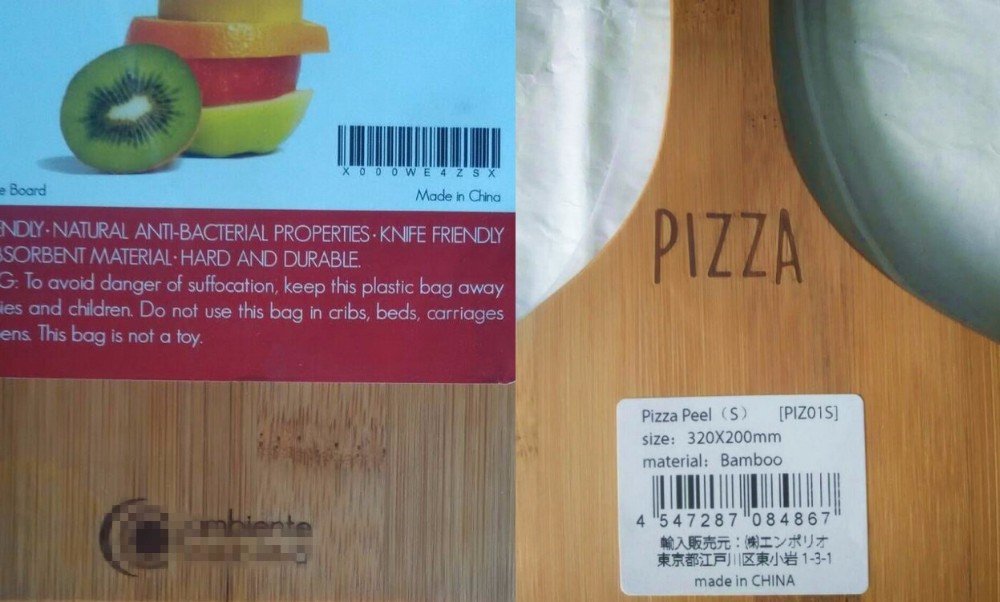 X000WE4ZSX
e Board
Made in China
ENDLY· NATURAL ANTI-BACTERIAL PROPERTIES· KNIFE FRIENDLY
BSORBENT MATERIAL· HARD AND DURABLE.
G: To avoid danger of suffocation, keep this plastic bag away
ies and children. Do not use this bag in cribs, beds, carriages
ens. This bag is not a toy.
ambiente
PIZZA
Pizza Peel（S） [PIZ01S]
size: 320X200mm
material: Bamboo
4 547287 084867
輸入販売元：㈱エンポリオ
東京都江戸川区東小岩 1-3-1
made in CHINA